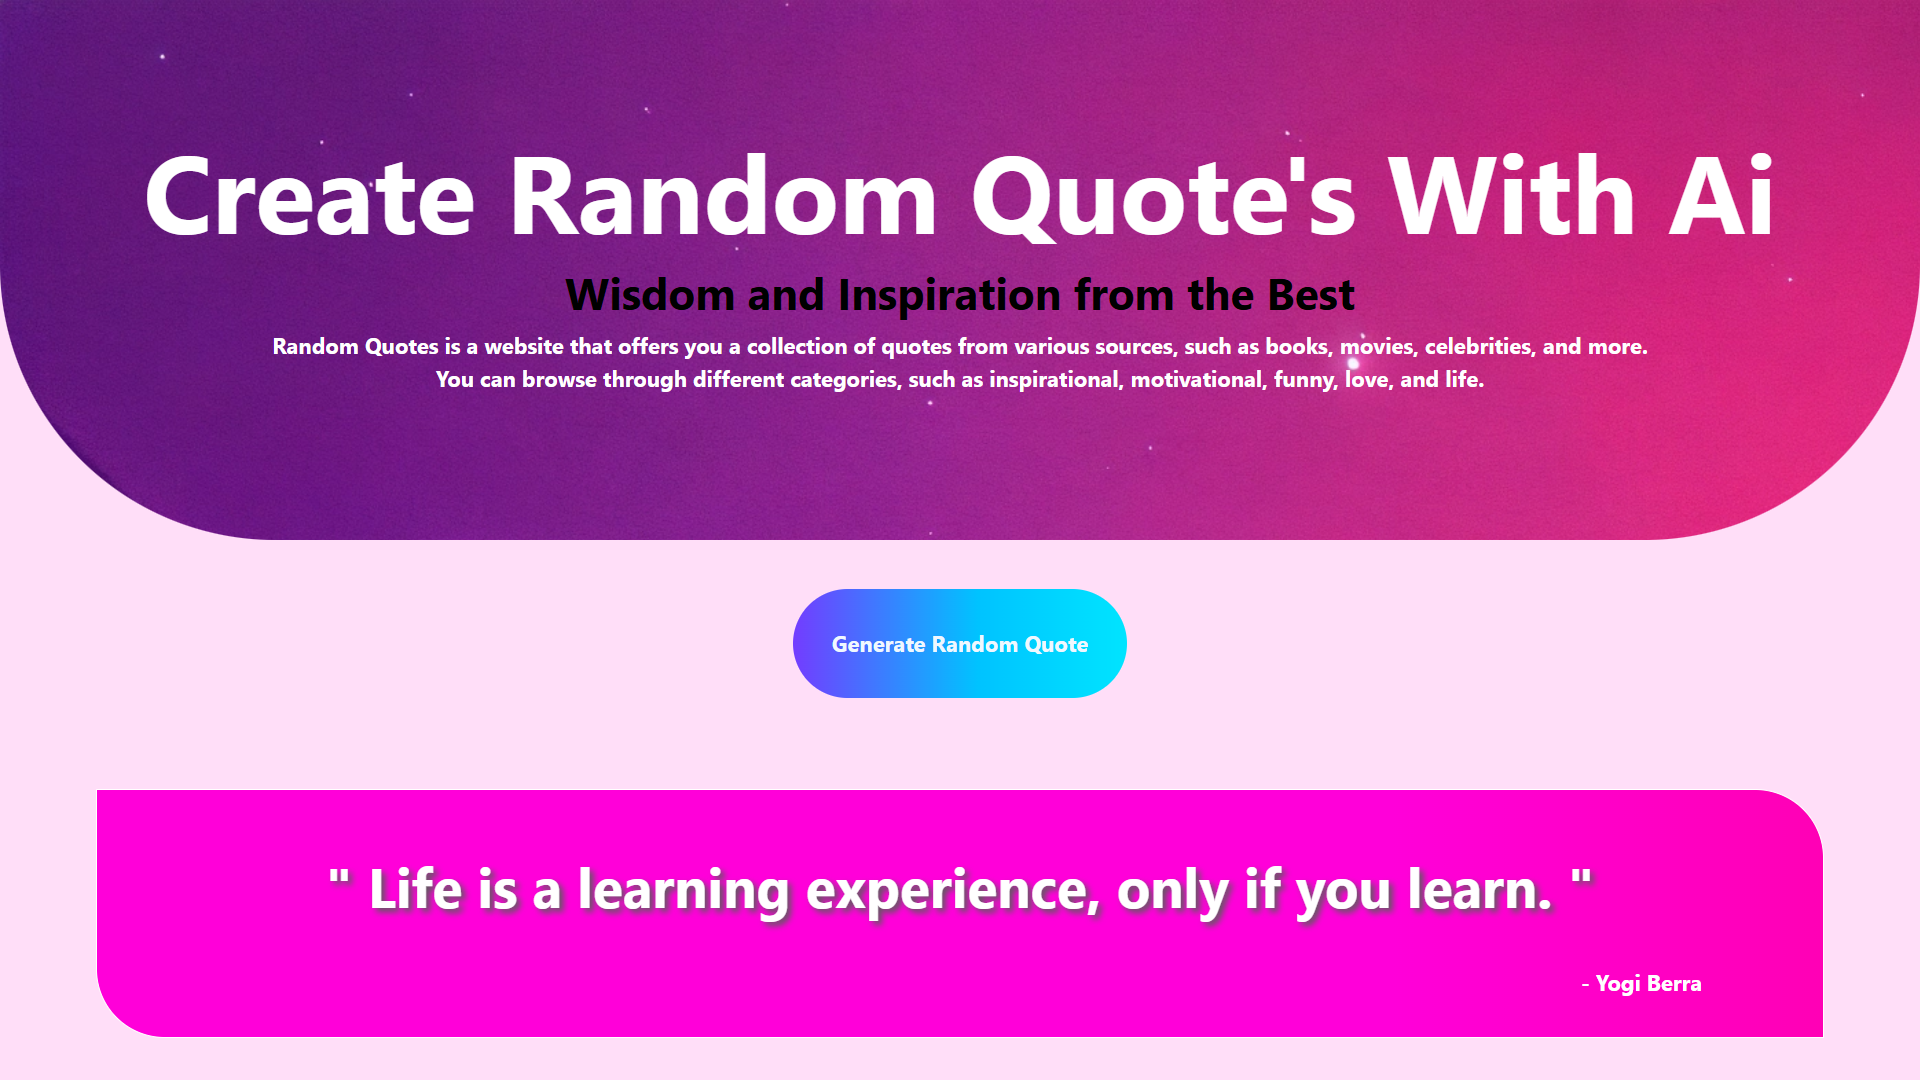 Create Random Quote's With Ai
Wisdom and Inspiration from the Best
Random Quotes is a website that offers you a collection of quotes from various sources, such as books, movies, celebrities, and more.
You can browse through different categories, such as inspirational, motivational, funny, love, and life.
Generate Random Quote
" Life is a learning experience, only if you learn. "
- Yogi Berra